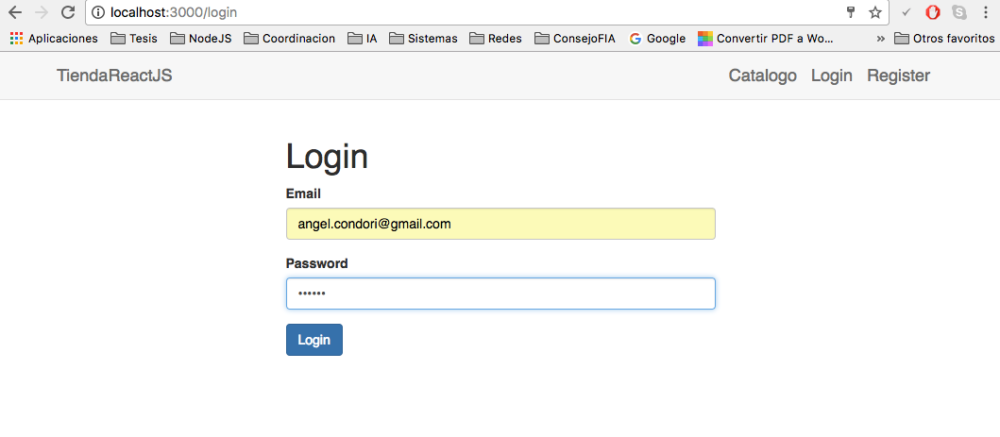 localhost:3000/login
Aplicaciones Tesis NodeJS Coordinacion IA Sistemas Redes ConsejoFIA Google Convertir PDF a Wo... » Otros favoritos
TiendaReactJS Catalogo Login Register
Login
Email
angel.condori@gmail.com
Password
••••••
Login